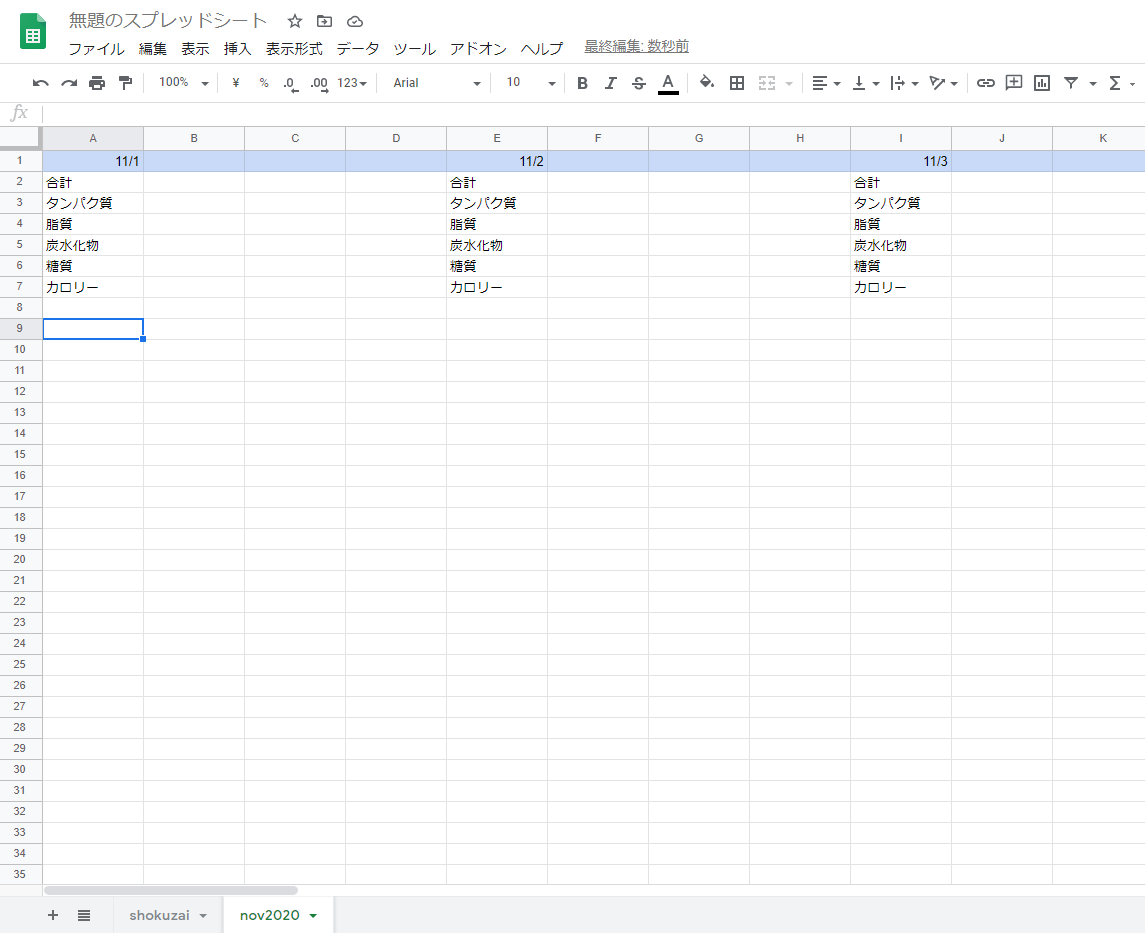 無題のスプレッドシート
ファイル 編集 表示 挿入 表示形式 データ ツール アドオン ヘルプ 最終編集: 数秒前
100% ¥ % .0 .00 123 Arial 10 B I S A Σ
fx
A B C D E F G H I J K
1 11/1 11/2 11/3
2 合計 合計 合計
3 タンパク質 タンパク質 タンパク質
4 脂質 脂質 脂質
5 炭水化物 炭水化物 炭水化物
6 糖質 糖質 糖質
7 カロリー カロリー カロリー
8
9
10
11
12
13
14
15
16
17
18
19
20
21
22
23
24
25
26
27
28
29
30
31
32
33
34
35
+ shokuzai nov2020